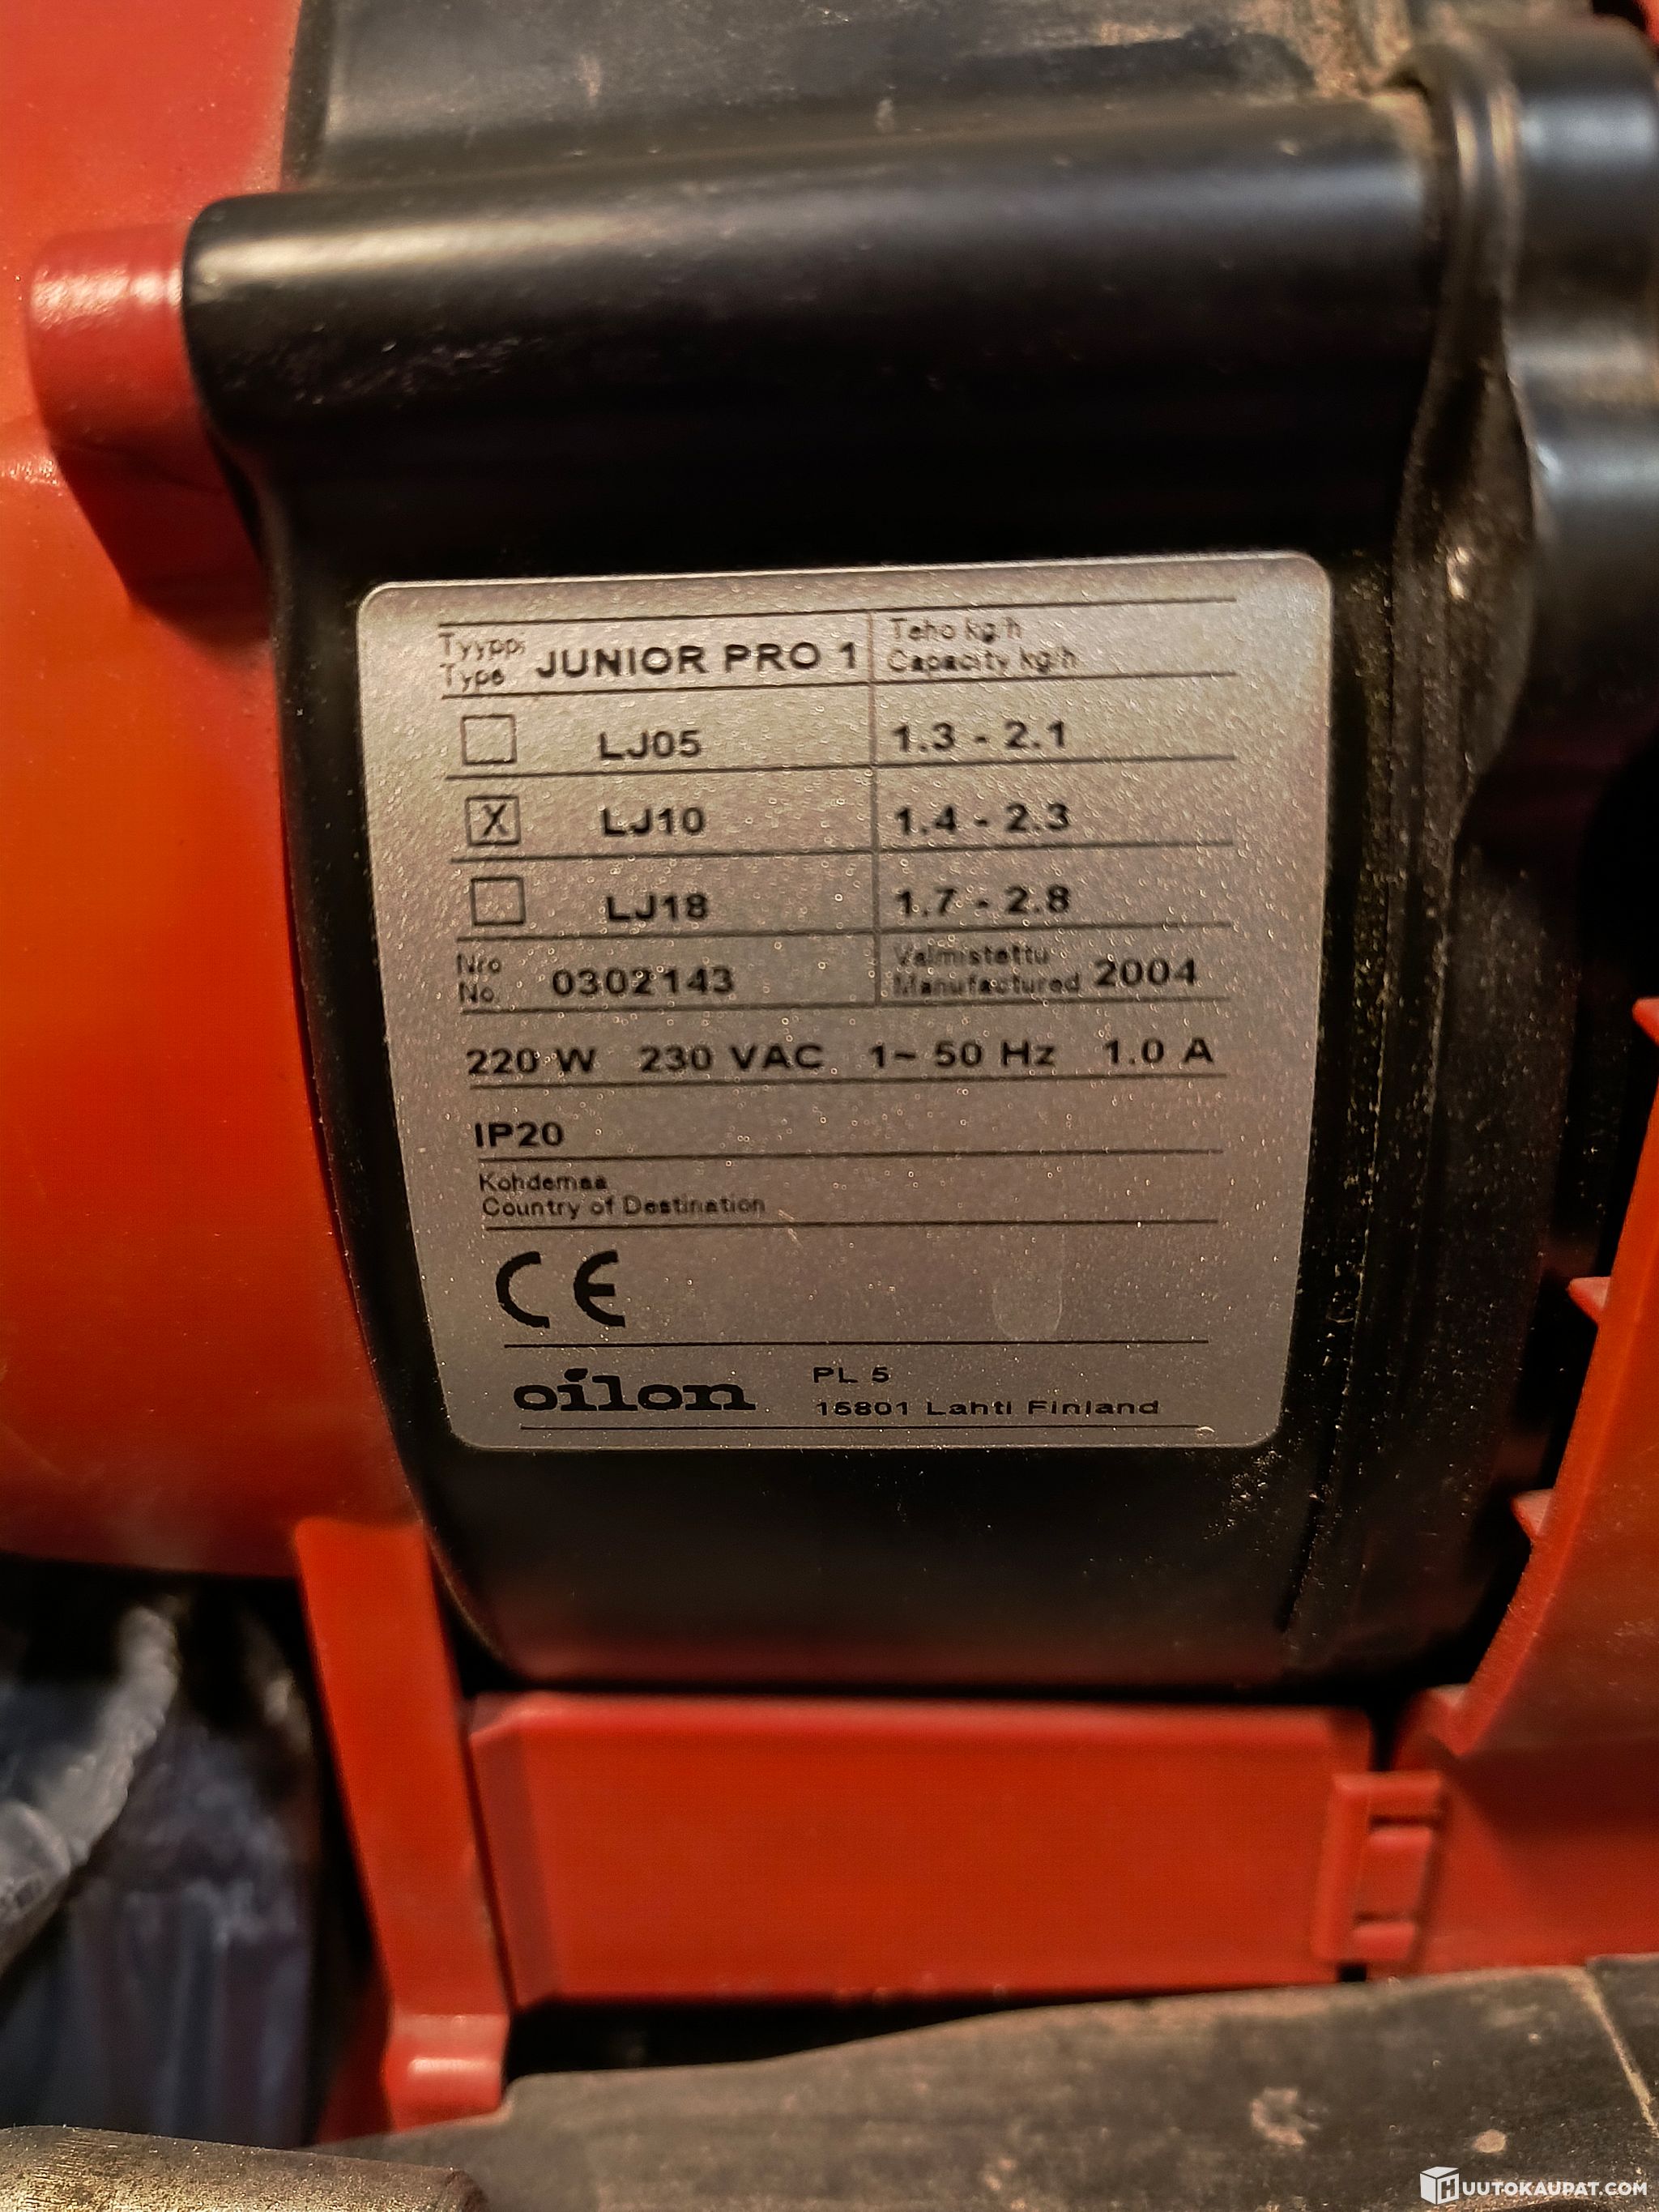 Tyyppi
Type JUNIOR PRO 1
Teho kg/h
Capacity kg/h
LJ05 1.3 - 2.1
X LJ10 1.4 - 2.3
LJ18 1.7 - 2.8
Nro
No 0302143
Valmistettu
Manufactured 2004
220 W 230 VAC 1~ 50 Hz 1.0 A
IP20
Kohdemaa
Country of Destination
CE
oilon
PL 5
15801 Lahti Finland
HUUTOKAUPAT.COM